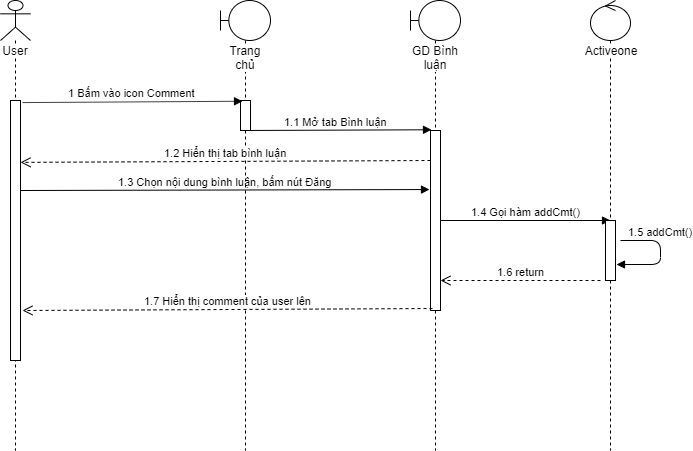 User
Trang
chủ
GD Bình
luận
Activeone
1 Bấm vào icon Comment
1.1 Mở tab Bình luận
1.2 Hiển thị tab bình luận
1.3 Chọn nội dung bình luận, bấm nút Đăng
1.4 Gọi hàm addCmt()
1.5 addCmt()
1.6 return
1.7 Hiển thị comment của user lên